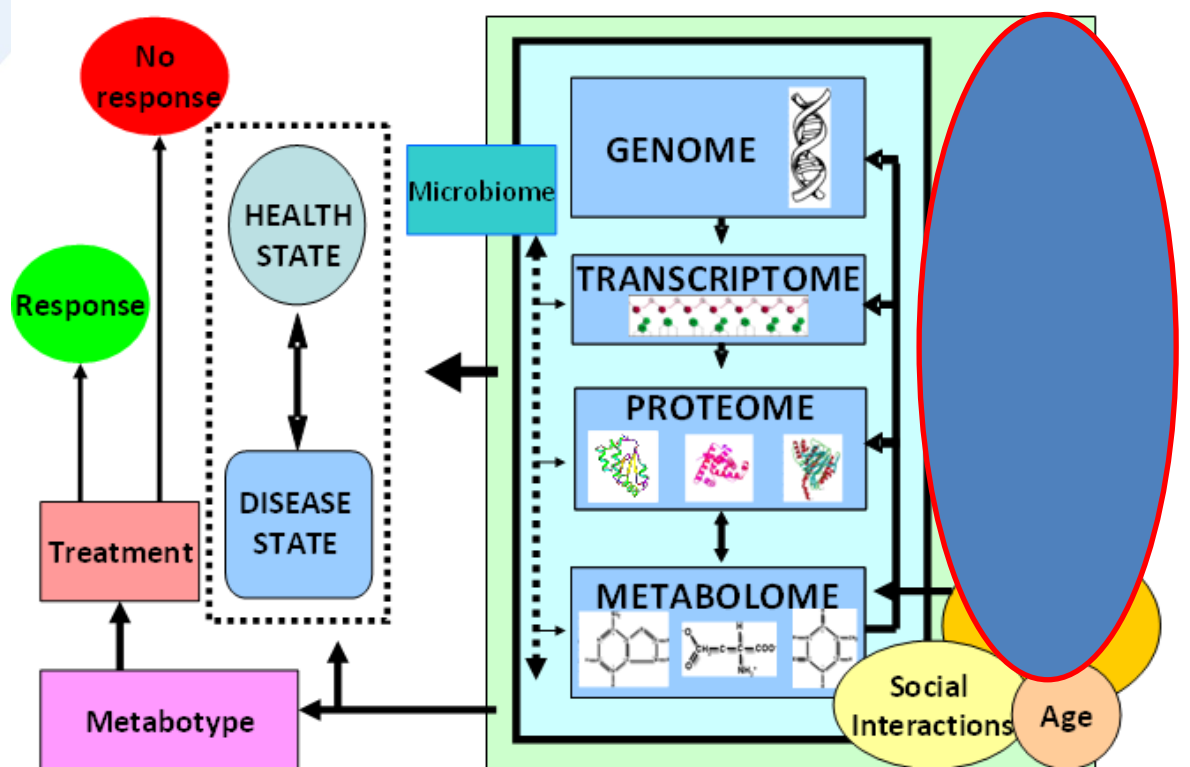 No
response
HEALTH
STATE
Response
DISEASE
STATE
Treatment
Metabotype
Microbiome
GENOME
TRANSCRIPTOME
PROTEOME
METABOLOME
Social
Interactions
Age